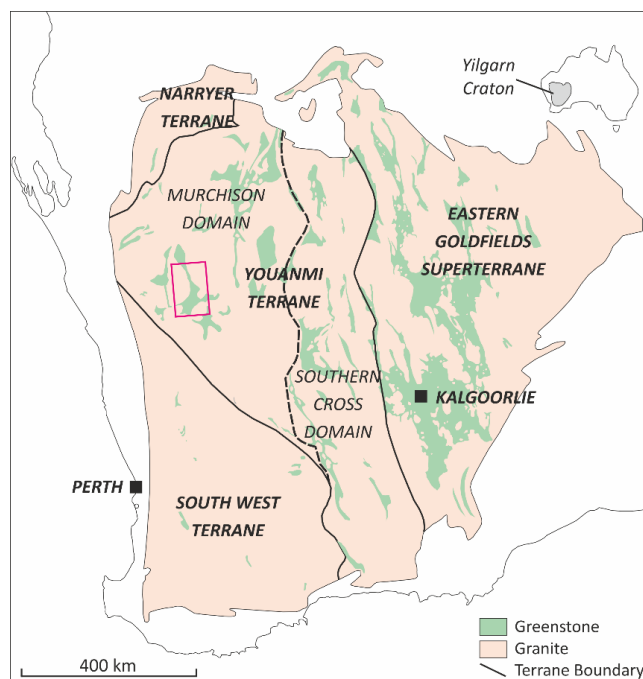 Yilgarn
Craton
NARRYER
TERRANE
MURCHISON
DOMAIN
EASTERN
GOLDFIELDS
SUPERTERRANE
YOUANMI
TERRANE
SOUTHERN
CROSS
DOMAIN
KALGOORLIE
PERTH
SOUTH WEST
TERRANE
Greenstone
Granite
Terrane Boundary
400 km